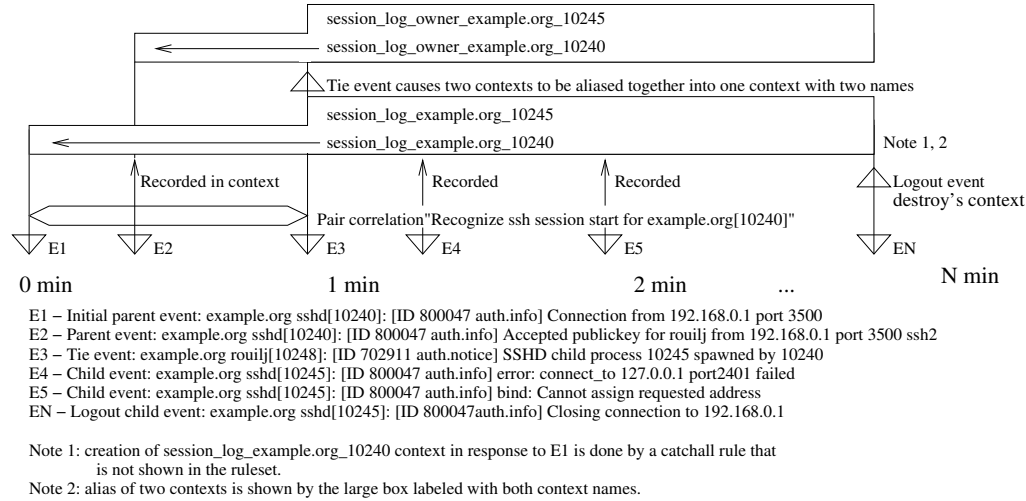 session_log_owner_example.org_10245
session_log_owner_example.org_10240
Tie event causes two contexts to be aliased together into one context with two names
session_log_example.org_10245
session_log_example.org_10240
Note 1, 2
Recorded in context
Recorded
Recorded
Logout event
destroy's context
Pair correlation"Recognize ssh session start for example.org[10240]"
E1
E2
E3
E4
E5
EN
0 min
1 min
2 min
...
N min
E1 − Initial parent event: example.org sshd[10240]: [ID 800047 auth.info] Connection from 192.168.0.1 port 3500
E2 − Parent event: example.org sshd[10240]: [ID 800047 auth.info] Accepted publickey for rouilj from 192.168.0.1 port 3500 ssh2
E3 − Tie event: example.org rouilj[10248]: [ID 702911 auth.notice] SSHD child process 10245 spawned by 10240
E4 − Child event: example.org sshd[10245]: [ID 800047 auth.info] error: connect_to 127.0.0.1 port2401 failed
E5 − Child event: example.org sshd[10245]: [ID 800047 auth.info] bind: Cannot assign requested address
EN − Logout child event: example.org sshd[10245]: [ID 800047auth.info] Closing connection to 192.168.0.1
Note 1: creation of session_log_example.org_10240 context in response to E1 is done by a catchall rule that
is not shown in the ruleset.
Note 2: alias of two contexts is shown by the large box labeled with both context names.